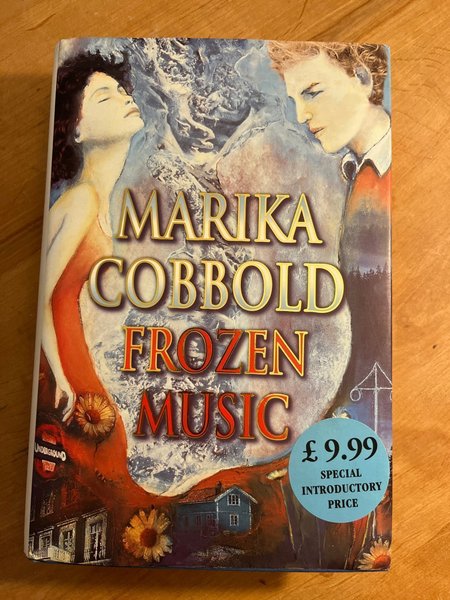 MARIKA
COBBOLD
FROZEN
MUSIC
UNDERGROUND
£9.99
SPECIAL
INTRODUCTORY
PRICE